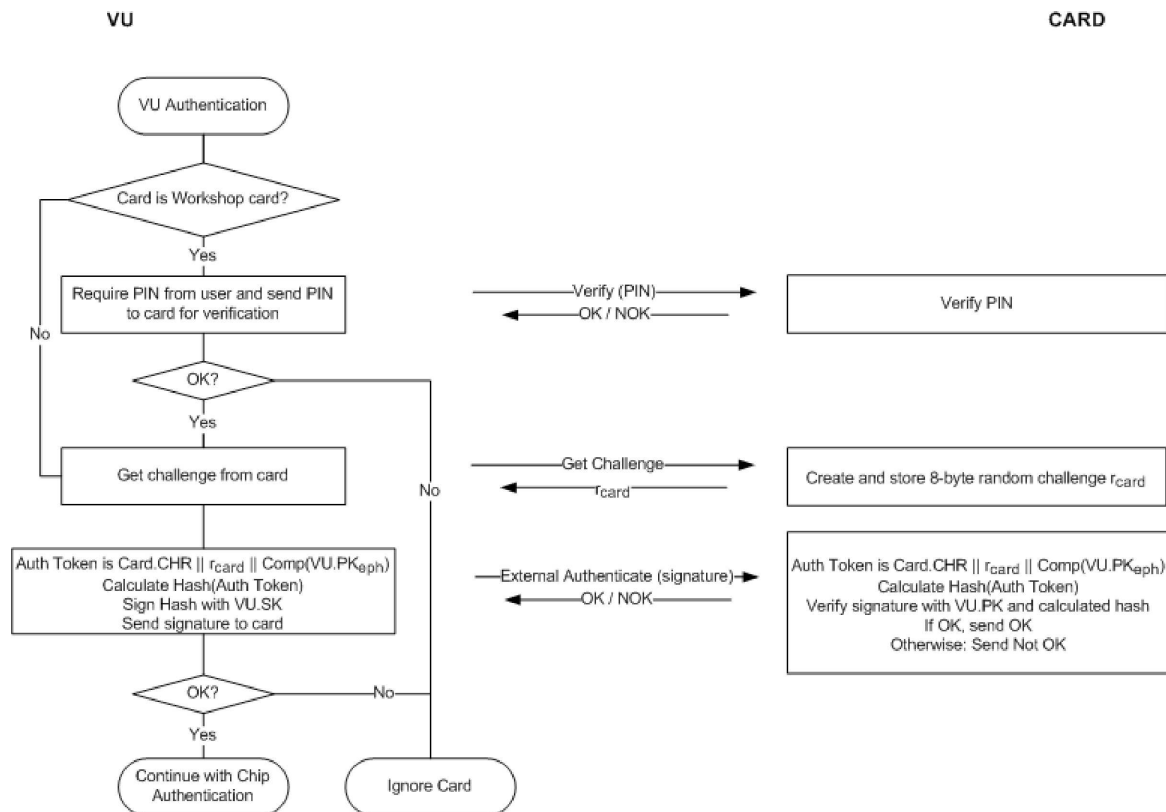 VU
CARD
VU Authentication
Card is Workshop card?
Yes
Require PIN from user and send PIN
to card for verification
Verify (PIN)
OK / NOK
Verify PIN
No
OK?
Yes
Get challenge from card
No
Get Challenge
rcard
Create and store 8-byte random challenge rcard
Auth Token is Card.CHR || rcard || Comp(VU.PKeph)
Calculate Hash(Auth Token)
Sign Hash with VU.SK
Send signature to card
External Authenticate (signature)
OK / NOK
Auth Token is Card.CHR || rcard || Comp(VU.PKeph)
Calculate Hash(Auth Token)
Verify signature with VU.PK and calculated hash
If OK, send OK
Otherwise: Send Not OK
OK?
No
Yes
Continue with Chip
Authentication
Ignore Card